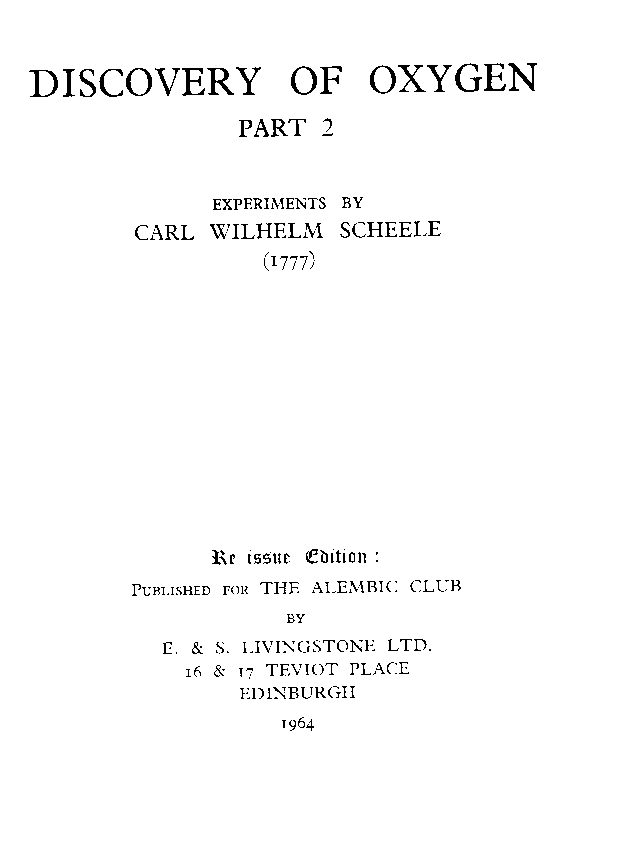 DISCOVERY OF OXYGEN
PART 2
EXPERIMENTS BY
CARL WILHELM SCHEELE
(1777)
Re issue Edition :
PUBLISHED FOR THE ALEMBIC CLUB
BY
E. & S. LIVINGSTONE LTD.
16 & 17 TEVIOT PLACE
EDINBURGH
1964